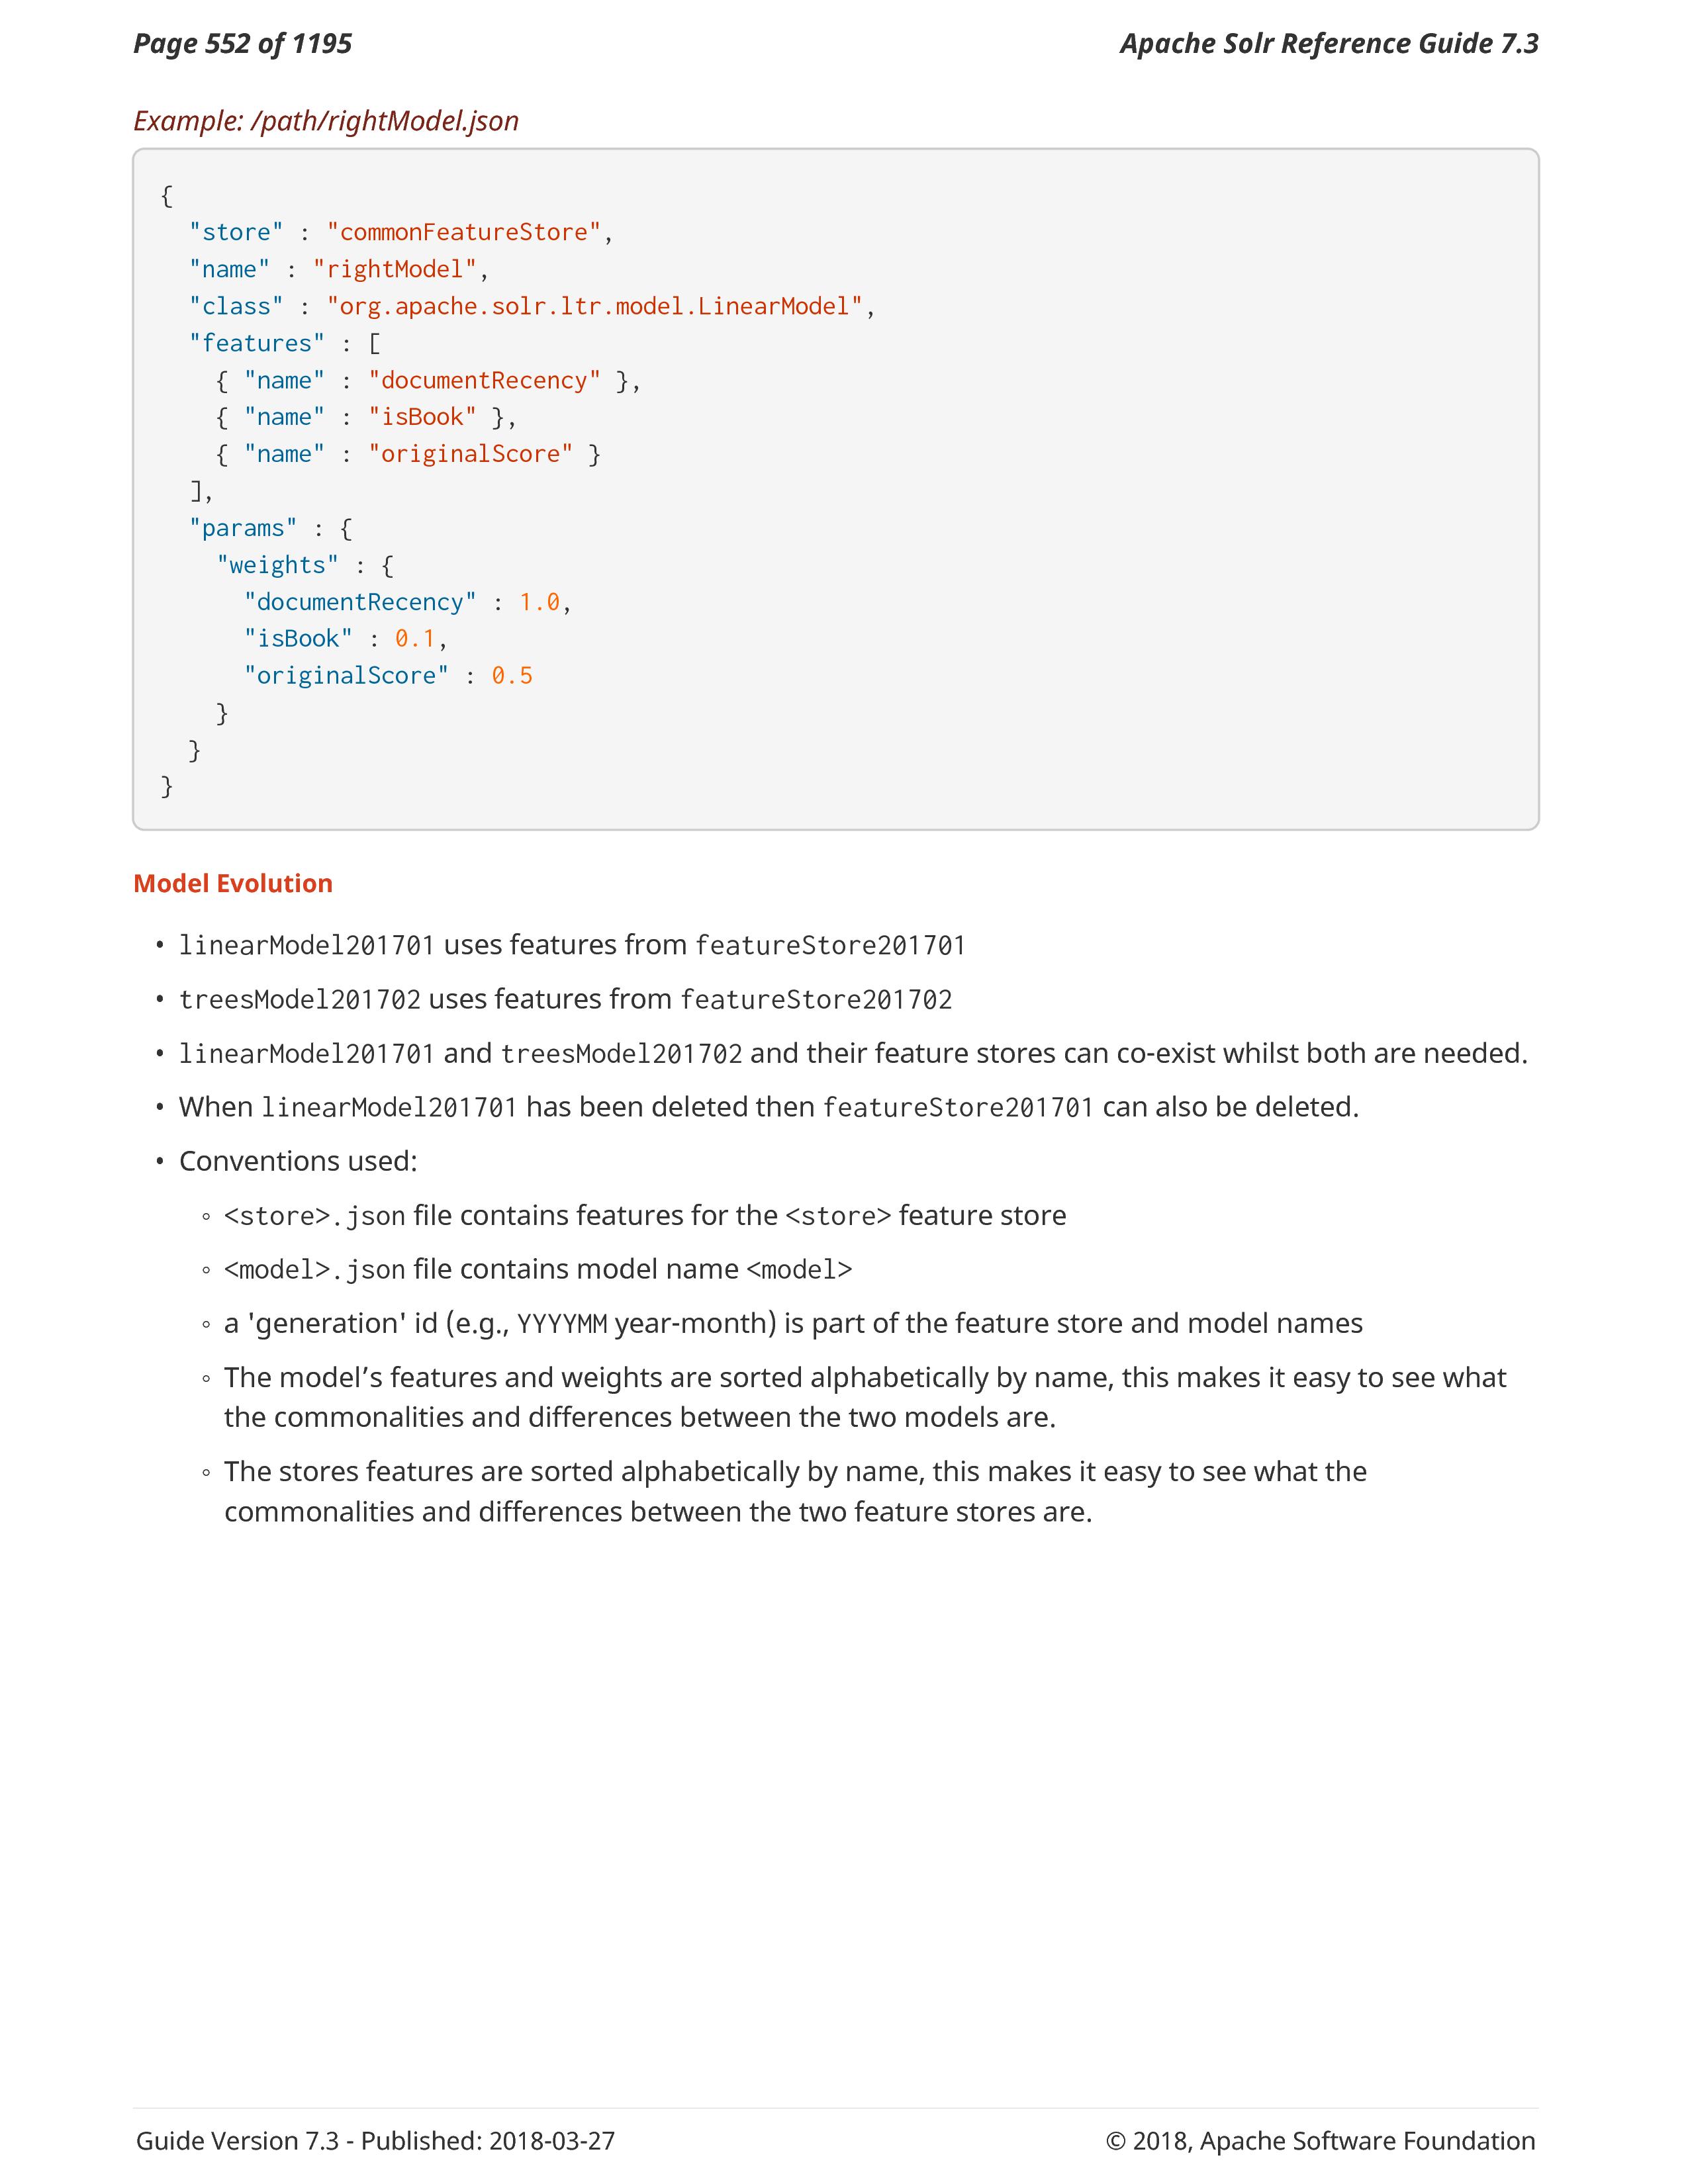 Page 552 of 1195
Apache Solr Reference Guide 7.3
Example: /path/rightModel.json
{
  "store" : "commonFeatureStore",
  "name" : "rightModel",
  "class" : "org.apache.solr.ltr.model.LinearModel",
  "features" : [
    { "name" : "documentRecency" },
    { "name" : "isBook" },
    { "name" : "originalScore" }
  ],
  "params" : {
    "weights" : {
      "documentRecency" : 1.0,
      "isBook" : 0.1,
      "originalScore" : 0.5
    }
  }
}
Model Evolution
• linearModel201701 uses features from featureStore201701
• treesModel201702 uses features from featureStore201702
• linearModel201701 and treesModel201702 and their feature stores can co-exist whilst both are needed.
• When linearModel201701 has been deleted then featureStore201701 can also be deleted.
• Conventions used:
◦ <store>.json file contains features for the <store> feature store
◦ <model>.json file contains model name <model>
◦ a 'generation' id (e.g., YYYYMM year-month) is part of the feature store and model names
◦ The model’s features and weights are sorted alphabetically by name, this makes it easy to see what
the commonalities and differences between the two models are.
◦ The stores features are sorted alphabetically by name, this makes it easy to see what the
commonalities and differences between the two feature stores are.
Guide Version 7.3 - Published: 2018-03-27
© 2018, Apache Software Foundation